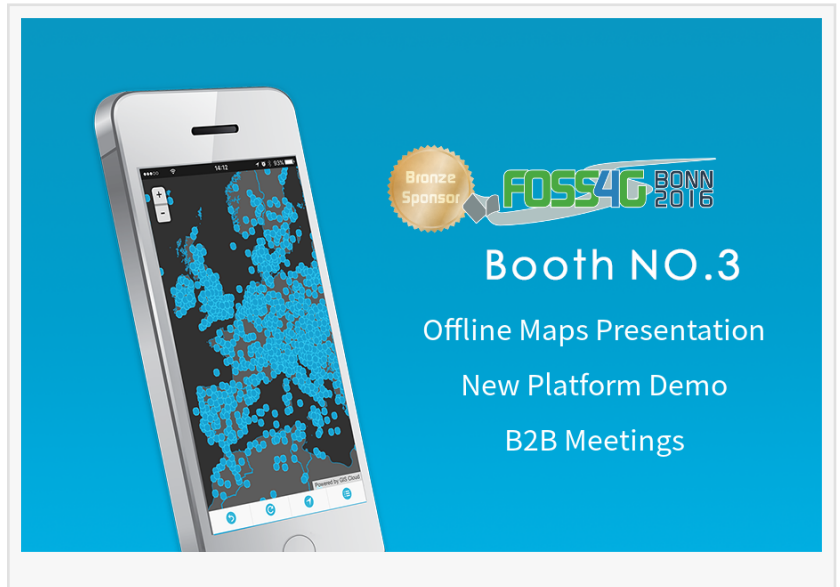 14:12
93%
+
-
Powered by GIS Cloud
Bronze
Sponsor
FOSS4G
BONN
2016
Booth NO.3
Offline Maps Presentation
New Platform Demo
B2B Meetings